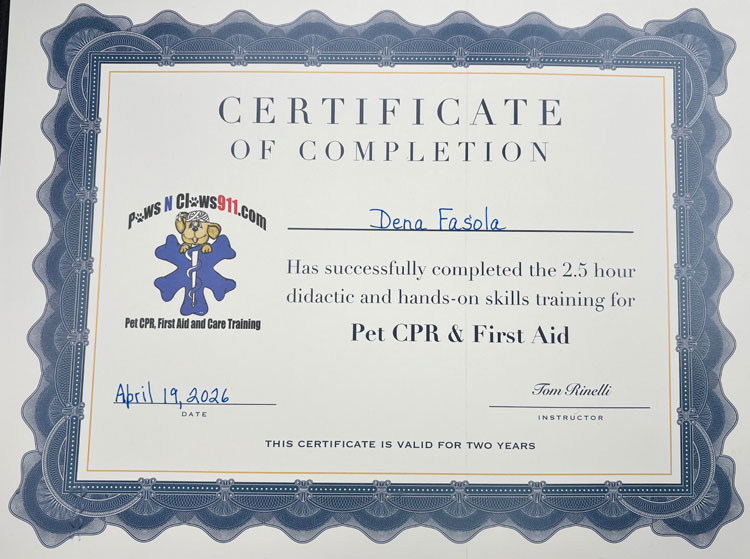 CERTIFICATE
OF COMPLETION
Paws N Claws911.com
Pet CPR, First Aid and Care Training
Dena Fasola
Has successfully completed the 2.5 hour
didactic and hands-on skills training for
Pet CPR & First Aid
April 19, 2026
DATE
Tom Rinelli
INSTRUCTOR
THIS CERTIFICATE IS VALID FOR TWO YEARS